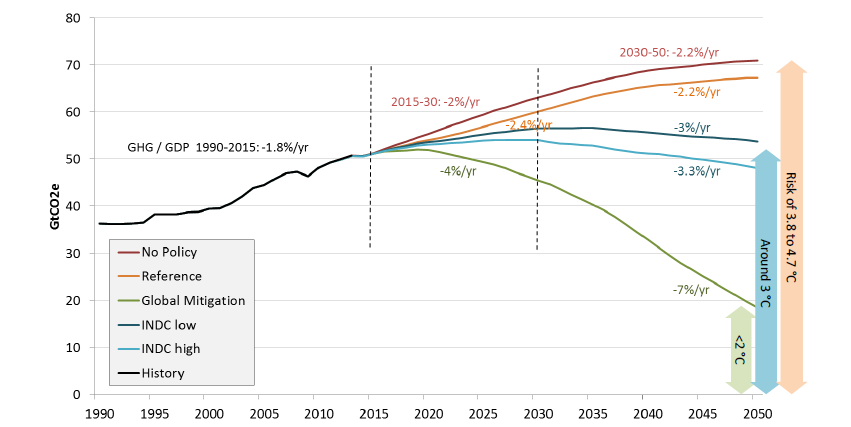 80
70
60
50
40
30
20
10
0
GtCO2e
2030-50: -2.2%/yr
2015-30: -2%/yr
-2.2%/yr
-2.4%/yr
-3%/yr
GHG / GDP 1990-2015: -1.8%/yr
-4%/yr
-3.3%/yr
-7%/yr
No Policy
Reference
Global Mitigation
INDC low
INDC high
History
<2 °C
Around 3 °C
Risk of 3.8 to 4.7 °C
1990 1995 2000 2005 2010 2015 2020 2025 2030 2035 2040 2045 2050